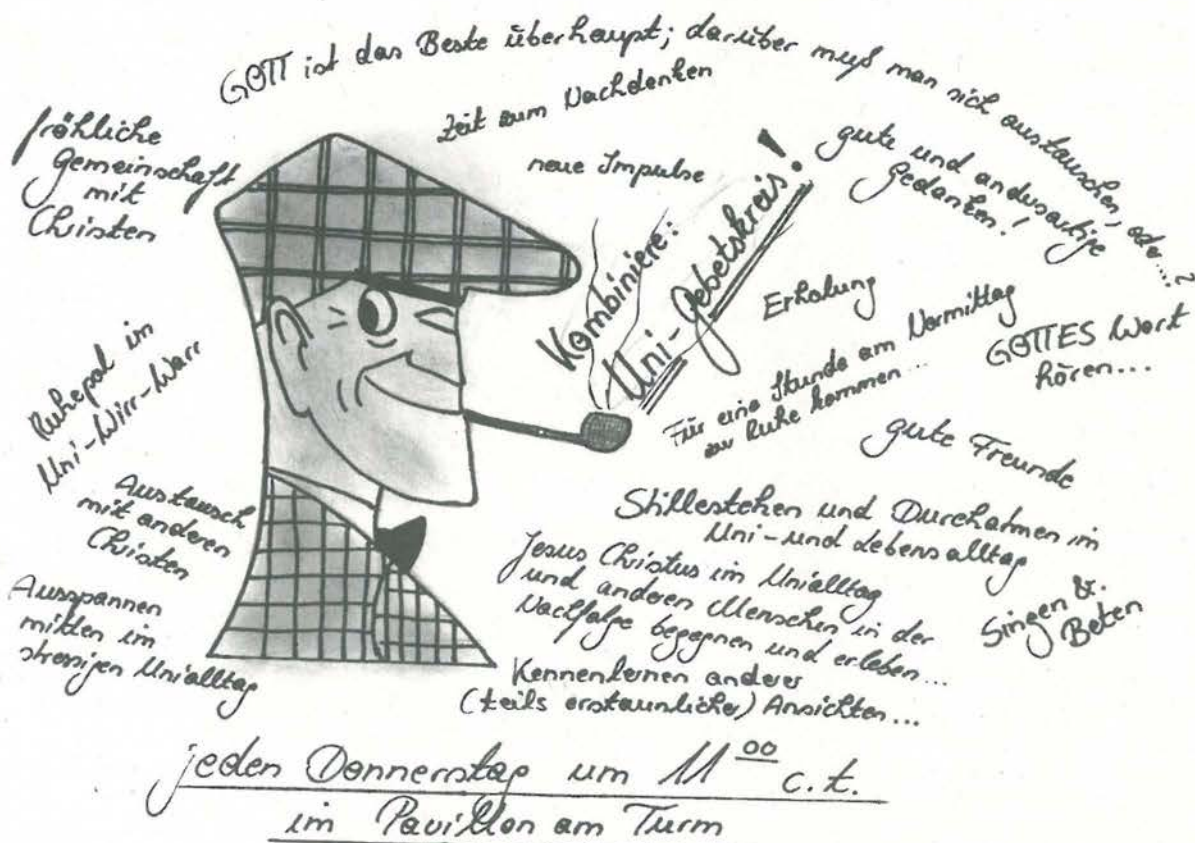 GOTT ist das Beste überhaupt; darüber muß man sich austauschen, oder....?
Zeit zum Nachdenken
neue Impulse
fröhliche
Gemeinschaft
mit
Christen
Kombiniere:
Uni-Gebetskreis!
gute und andersartige
Gedanken!
Erholung
Für eine Stunde am Vormittag
zur Ruhe kommen...
GOTTES Wort
hören...
gute Freunde
Ruhepol im
Uni-Wirr-Warr
Austausch
mit anderen
Christen
Ausspannen
mitten im
stressigen Unialltag
Stillestehen und Durchatmen im
Uni- und Lebensalltag
Jesus Christus im Unialltag
und anderen Menschen in der
Nachfolge begegnen und erleben...
Singen &
Beten
Kennenlernen anderer
(teils erstaunlicher) Ansichten...
jeden Donnerstag um 11 00 c.t.
im Pavillon am Turm